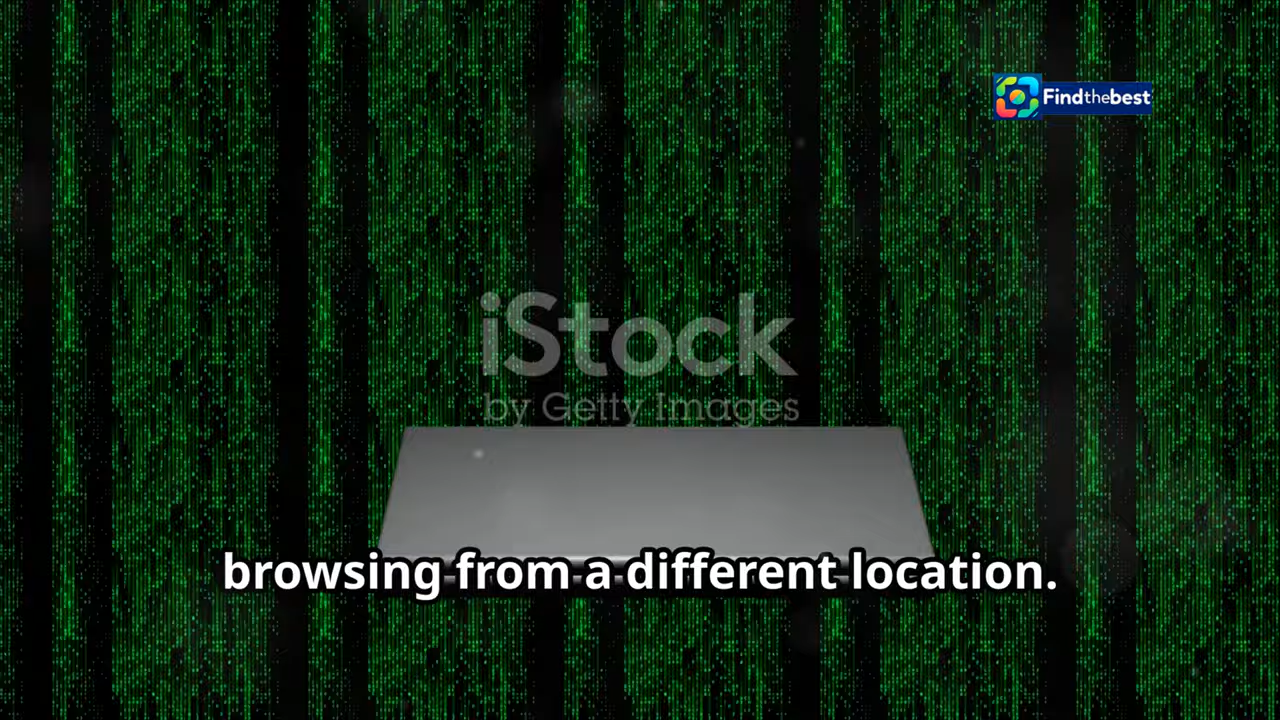 Findthebest
iStock
by Getty Images
browsing from a different location.